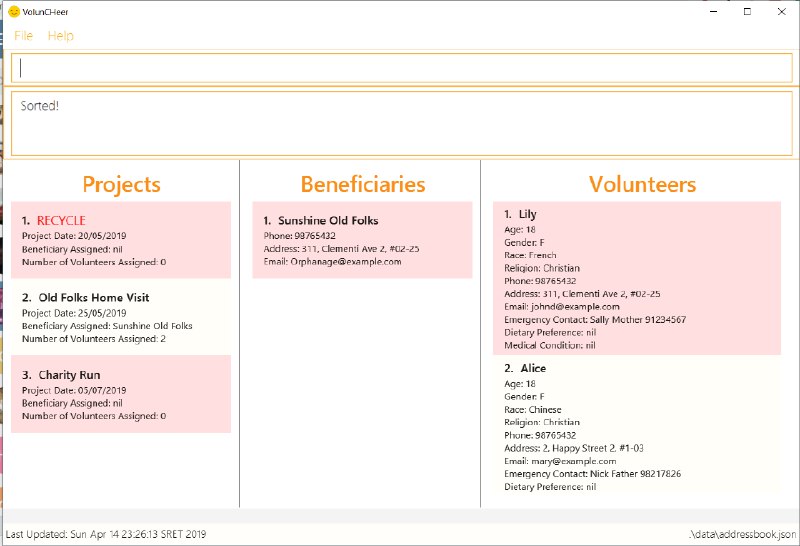 VolunCHeer
File Help
Sorted!
Projects
1. RECYCLE
Project Date: 20/05/2019
Beneficiary Assigned: nil
Number of Volunteers Assigned: 0
2. Old Folks Home Visit
Project Date: 25/05/2019
Beneficiary Assigned: Sunshine Old Folks
Number of Volunteers Assigned: 2
3. Charity Run
Project Date: 05/07/2019
Beneficiary Assigned: nil
Number of Volunteers Assigned: 0
Beneficiaries
1. Sunshine Old Folks
Phone: 98765432
Address: 311, Clementi Ave 2, #02-25
Email: Orphanage@example.com
Volunteers
1. Lily
Age: 18
Gender: F
Race: French
Religion: Christian
Phone: 98765432
Address: 311, Clementi Ave 2, #02-25
Email: johnd@example.com
Emergency Contact: Sally Mother 91234567
Dietary Preference: nil
Medical Condition: nil
2. Alice
Age: 18
Gender: F
Race: Chinese
Religion: Christian
Phone: 98765432
Address: 2, Happy Street 2, #1-03
Email: mary@example.com
Emergency Contact: Nick Father 98217826
Dietary Preference: nil
Last Updated: Sun Apr 14 23:26:13 SRET 2019
.\data\addressbook.json